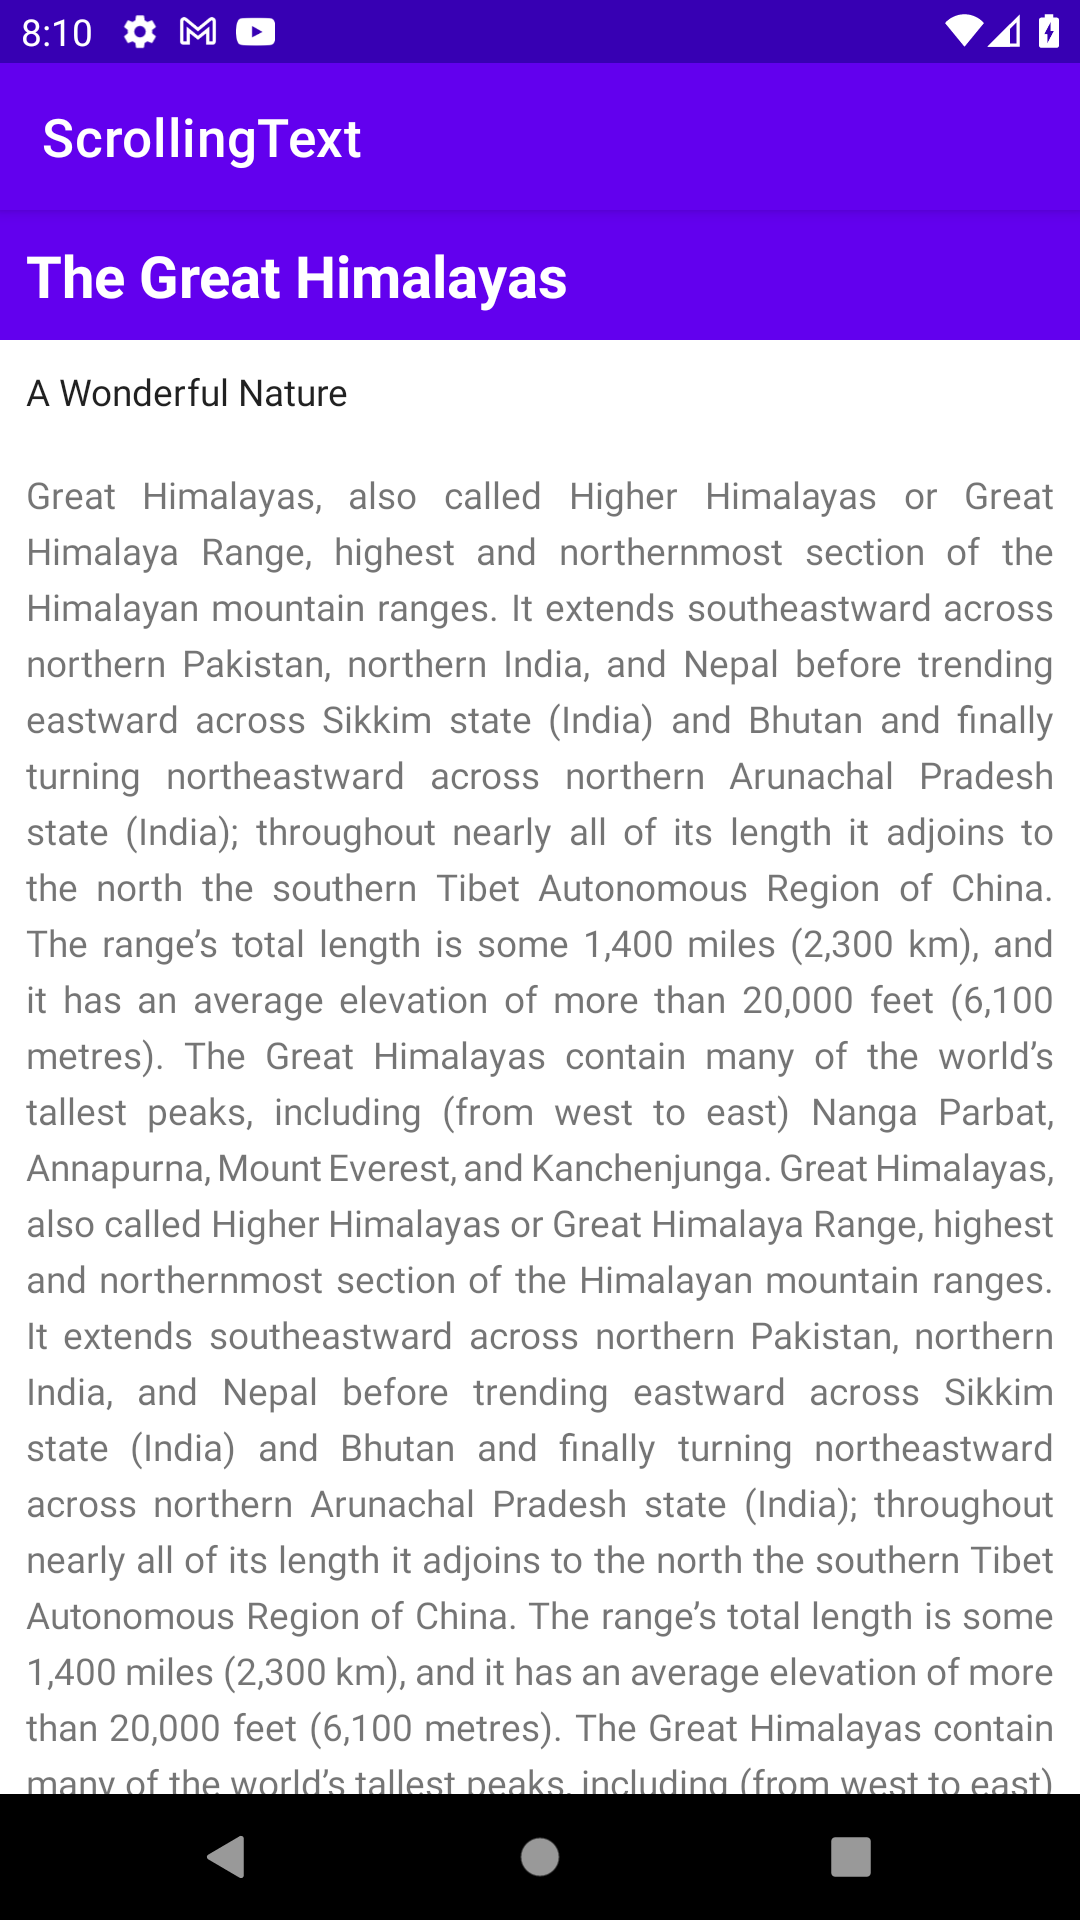 8:10
ScrollingText
The Great Himalayas
A Wonderful Nature
Great Himalayas, also called Higher Himalayas or Great
Himalaya Range, highest and northernmost section of the
Himalayan mountain ranges. It extends southeastward across
northern Pakistan, northern India, and Nepal before trending
eastward across Sikkim state (India) and Bhutan and finally
turning northeastward across northern Arunachal Pradesh
state (India); throughout nearly all of its length it adjoins to
the north the southern Tibet Autonomous Region of China.
The range’s total length is some 1,400 miles (2,300 km), and
it has an average elevation of more than 20,000 feet (6,100
metres). The Great Himalayas contain many of the world’s
tallest peaks, including (from west to east) Nanga Parbat,
Annapurna, Mount Everest, and Kanchenjunga. Great Himalayas,
also called Higher Himalayas or Great Himalaya Range, highest
and northernmost section of the Himalayan mountain ranges.
It extends southeastward across northern Pakistan, northern
India, and Nepal before trending eastward across Sikkim
state (India) and Bhutan and finally turning northeastward
across northern Arunachal Pradesh state (India); throughout
nearly all of its length it adjoins to the north the southern Tibet
Autonomous Region of China. The range’s total length is some
1,400 miles (2,300 km), and it has an average elevation of more
than 20,000 feet (6,100 metres). The Great Himalayas contain
many of the world’s tallest peaks, including (from west to east)